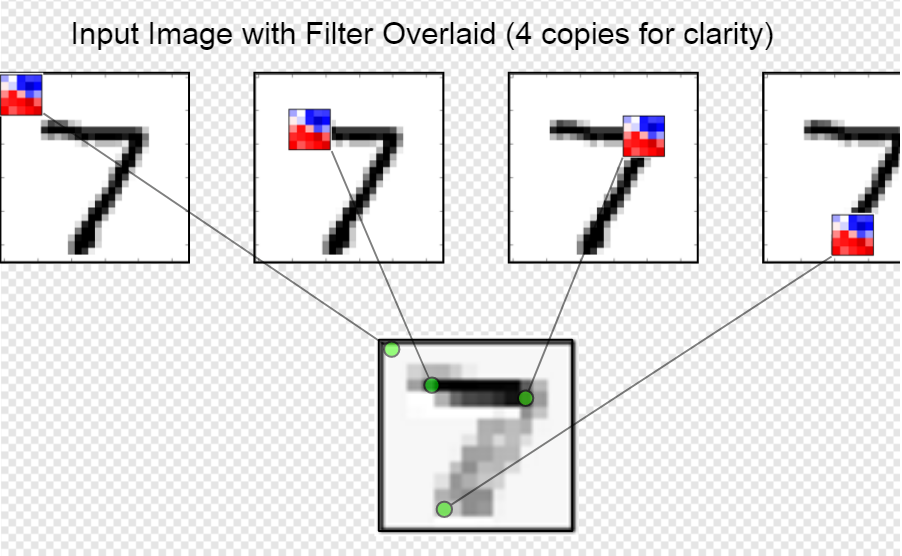 Input Image with Filter Overlaid (4 copies for clarity)